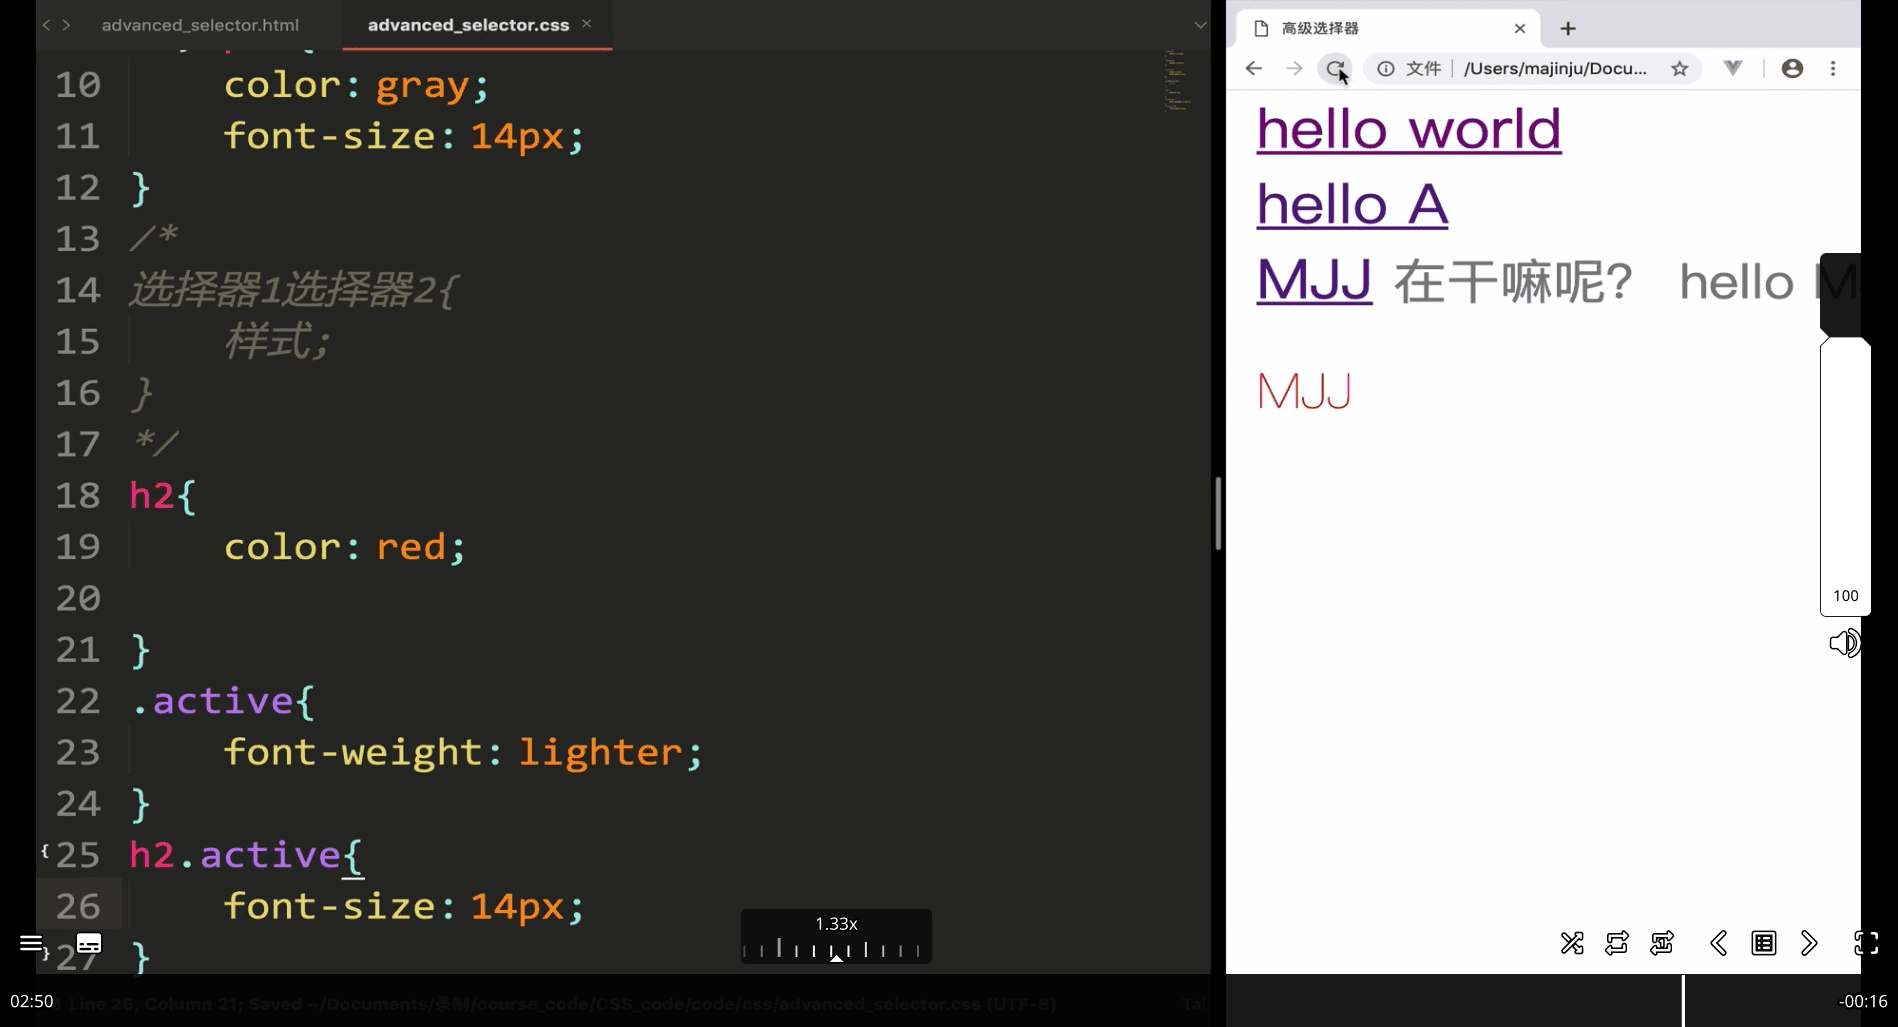 advanced_selector.html
advanced_selector.css
10 color: gray;
11 font-size: 14px;
12 }
13 /*
14 选择器1选择器2{
15 样式;
16 }
17 */
18 h2{
19 color: red;
20
21 }
22 .active{
23 font-weight: lighter;
24 }
25 h2.active{
26 font-size: 14px;
27 }
Line 26, Column 21; Saved ~/Documents/录制/course_code/CSS_code/code/css/advanced_selector.css (UTF-8)
高级选择器
文件 /Users/majinju/Docu...
hello world
hello A
MJJ 在干嘛呢? hello M
MJJ
100
1.33x
02:50
-00:16